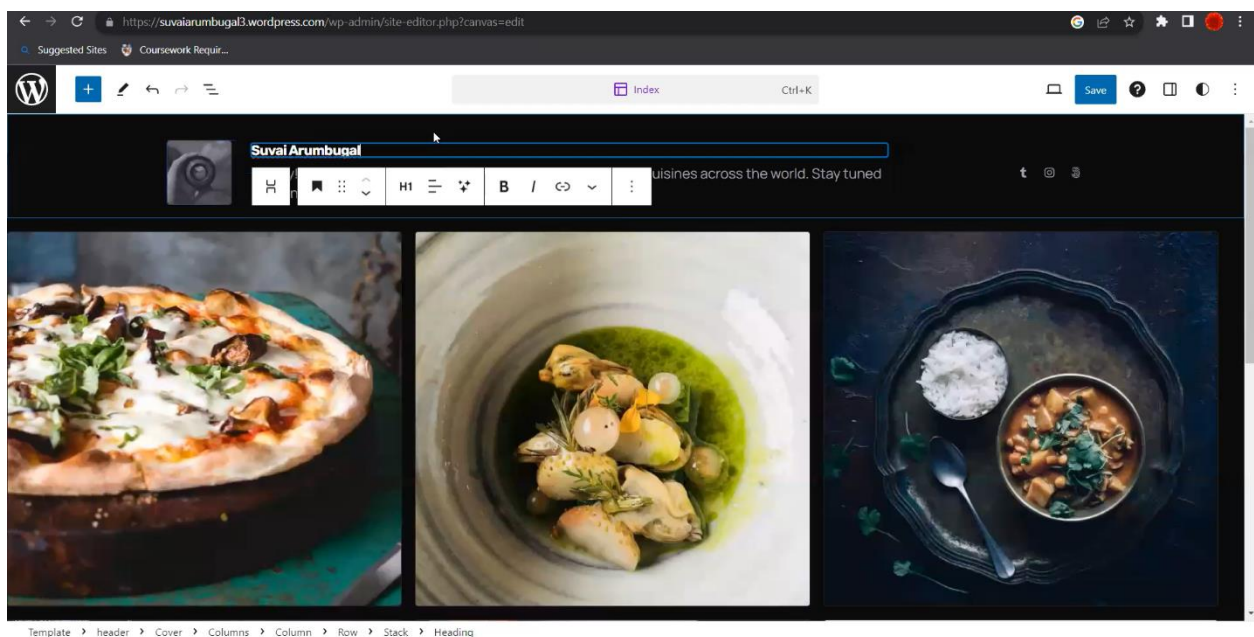 https://suvaiarumbugal3.wordpress.com/wp-admin/site-editor.php?canvas=edit
Suggested Sites Coursework Requir...
Index Ctrl+K Save
Suvai Arumbugal
uisines across the world. Stay tuned
H1 B I
Template > header > Cover > Columns > Column > Row > Stack > Heading